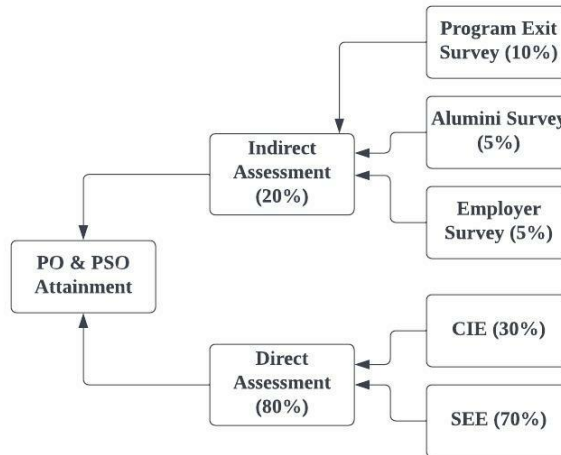 Program Exit
Survey (10%)
Alumini Survey
(5%)
Indirect
Assessment
(20%)
Employer
Survey (5%)
PO & PSO
Attainment
CIE (30%)
Direct
Assessment
(80%)
SEE (70%)